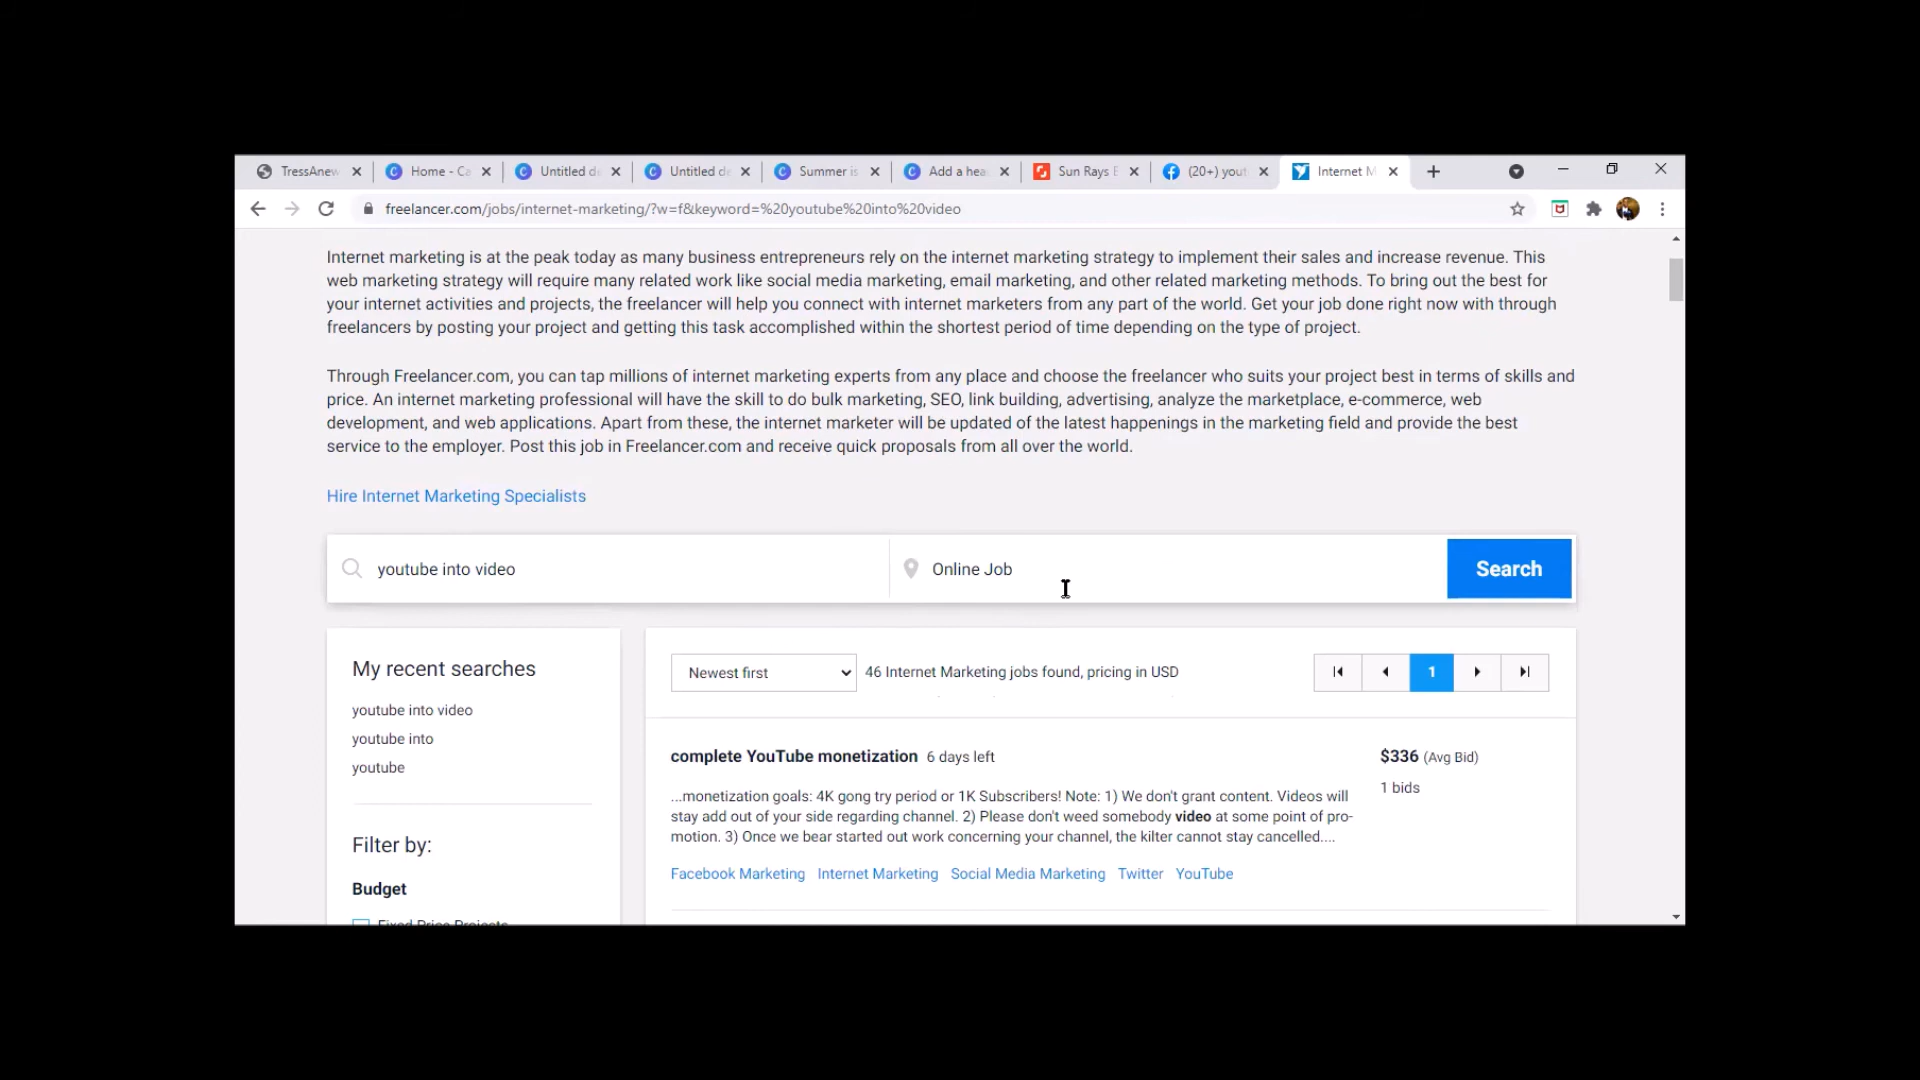 TressAnew
Home - Ca
Untitled de
Untitled de
Summer is
Add a hea
Sun Rays E
(20+) yout
Internet M
freelancer.com/jobs/internet-marketing/?w=f&keyword=%20youtube%20into%20video
Internet marketing is at the peak today as many business entrepreneurs rely on the internet marketing strategy to implement their sales and increase revenue. This
web marketing strategy will require many related work like social media marketing, email marketing, and other related marketing methods. To bring out the best for
your internet activities and projects, the freelancer will help you connect with internet marketers from any part of the world. Get your job done right now with through
freelancers by posting your project and getting this task accomplished within the shortest period of time depending on the type of project.
Through Freelancer.com, you can tap millions of internet marketing experts from any place and choose the freelancer who suits your project best in terms of skills and
price. An internet marketing professional will have the skill to do bulk marketing, SEO, link building, advertising, analyze the marketplace, e-commerce, web
development, and web applications. Apart from these, the internet marketer will be updated of the latest happenings in the marketing field and provide the best
service to the employer. Post this job in Freelancer.com and receive quick proposals from all over the world.
Hire Internet Marketing Specialists
youtube into video
Online Job
Search
My recent searches
youtube into video
youtube into
youtube
Filter by:
Budget
Fixed Price Projects
Newest first
46 Internet Marketing jobs found, pricing in USD
1
complete YouTube monetization 6 days left
$336 (Avg Bid)
1 bids
...monetization goals: 4K gong try period or 1K Subscribers! Note: 1) We don't grant content. Videos will
stay add out of your side regarding channel. 2) Please don't weed somebody video at some point of pro-
motion. 3) Once we bear started out work concerning your channel, the kilter cannot stay cancelled....
Facebook Marketing Internet Marketing Social Media Marketing Twitter YouTube